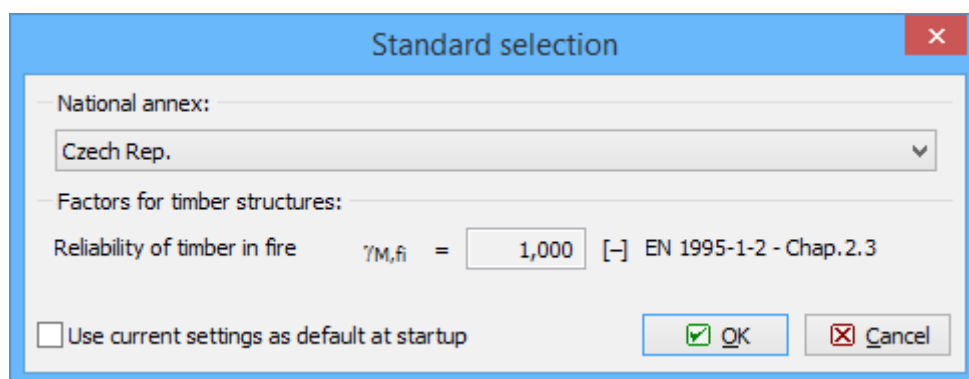 Standard selection
National annex:
Czech Rep.
Factors for timber structures:
Reliability of timber in fire γM,fi = 1,000 [–] EN 1995-1-2 - Chap.2.3
Use current settings as default at startup OK Cancel